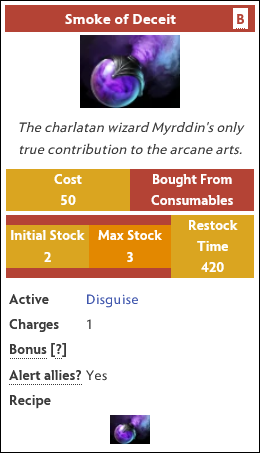 Smoke of Deceit B
The charlatan wizard Myrddin's only
true contribution to the arcane arts.
Cost
50
Bought From
Consumables
Initial Stock
2
Max Stock
3
Restock
Time
420
Active Disguise
Charges 1
Bonus [?]
Alert allies? Yes
Recipe